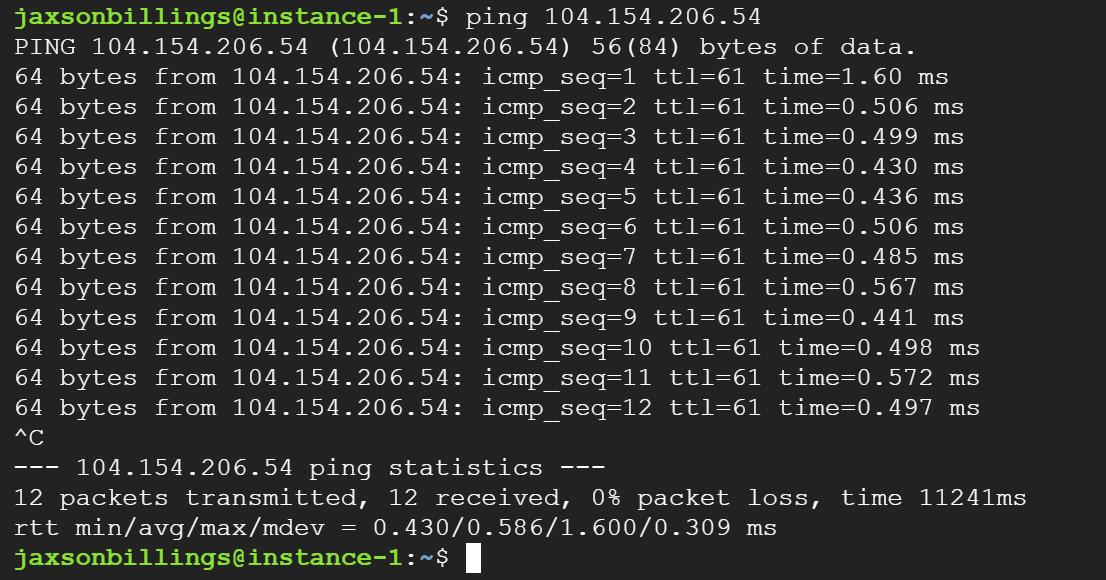 jaxsonbillings@instance-1:~$ ping 104.154.206.54
PING 104.154.206.54 (104.154.206.54) 56(84) bytes of data.
64 bytes from 104.154.206.54: icmp_seq=1 ttl=61 time=1.60 ms
64 bytes from 104.154.206.54: icmp_seq=2 ttl=61 time=0.506 ms
64 bytes from 104.154.206.54: icmp_seq=3 ttl=61 time=0.499 ms
64 bytes from 104.154.206.54: icmp_seq=4 ttl=61 time=0.430 ms
64 bytes from 104.154.206.54: icmp_seq=5 ttl=61 time=0.436 ms
64 bytes from 104.154.206.54: icmp_seq=6 ttl=61 time=0.506 ms
64 bytes from 104.154.206.54: icmp_seq=7 ttl=61 time=0.485 ms
64 bytes from 104.154.206.54: icmp_seq=8 ttl=61 time=0.567 ms
64 bytes from 104.154.206.54: icmp_seq=9 ttl=61 time=0.441 ms
64 bytes from 104.154.206.54: icmp_seq=10 ttl=61 time=0.498 ms
64 bytes from 104.154.206.54: icmp_seq=11 ttl=61 time=0.572 ms
64 bytes from 104.154.206.54: icmp_seq=12 ttl=61 time=0.497 ms
^C
--- 104.154.206.54 ping statistics ---
12 packets transmitted, 12 received, 0% packet loss, time 11241ms
rtt min/avg/max/mdev = 0.430/0.586/1.600/0.309 ms
jaxsonbillings@instance-1:~$